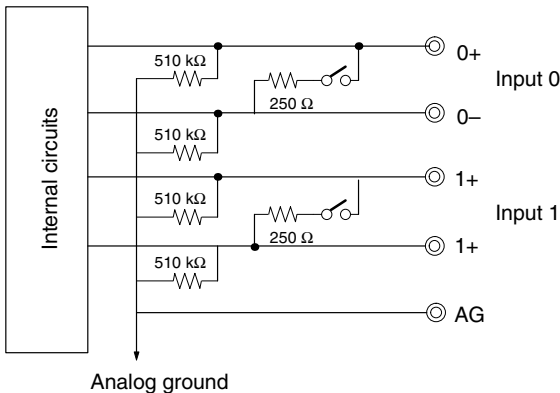 510 kΩ
0+
Input 0
250 Ω
0–
510 kΩ
Internal circuits
510 kΩ
1+
Input 1
250 Ω
1+
510 kΩ
AG
Analog ground